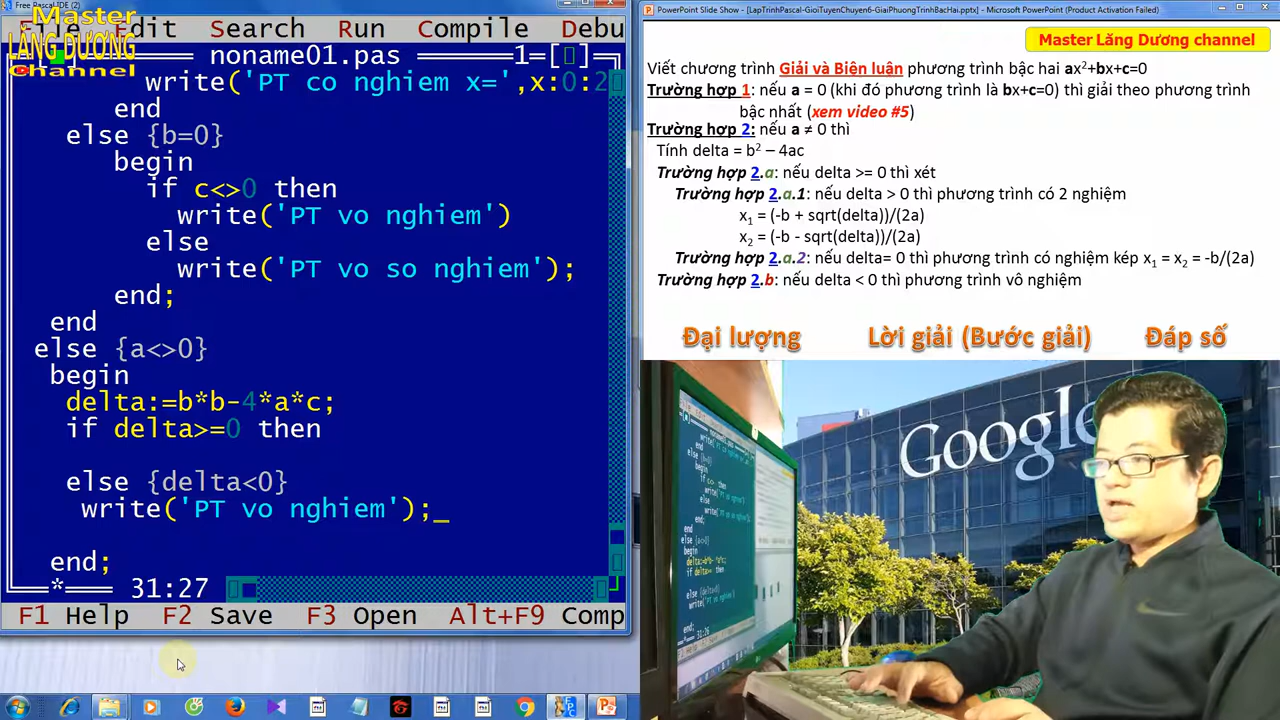 Free Pascal IDE (2)
File Edit Search Run Compile Debu
Master
LĂNG DƯƠNG
Channel
noname01.pas 1=[ ]
write('PT co nghiem x=',x:0:2
end
else {b=0}
begin
if c<>0 then
write('PT vo nghiem')
else
write('PT vo so nghiem');
end;
end
else {a<>0}
begin
delta:=b*b-4*a*c;
if delta>=0 then
else {delta<0}
write('PT vo nghiem');_
end;
* 31:27
F1 Help F2 Save F3 Open Alt+F9 Comp
PowerPoint Slide Show - [LapTrinhPascal-GioiTuyenChuyen6-GiaiPhuongTrinhBacHai.pptx] - Microsoft PowerPoint (Product Activation Failed)
Master Lăng Dương channel
Viết chương trình Giải và Biện luận phương trình bậc hai ax²+bx+c=0
Trường hợp 1: nếu a = 0 (khi đó phương trình là bx+c=0) thì giải theo phương trình
bậc nhất (xem video #5)
Trường hợp 2: nếu a ≠ 0 thì
Tính delta = b² – 4ac
Trường hợp 2.a: nếu delta >= 0 thì xét
Trường hợp 2.a.1: nếu delta > 0 thì phương trình có 2 nghiệm
x₁ = (-b + sqrt(delta))/(2a)
x₂ = (-b - sqrt(delta))/(2a)
Trường hợp 2.a.2: nếu delta= 0 thì phương trình có nghiệm kép x₁ = x₂ = -b/(2a)
Trường hợp 2.b: nếu delta < 0 thì phương trình vô nghiệm
Đại lượng Lời giải (Bước giải) Đáp số
Google